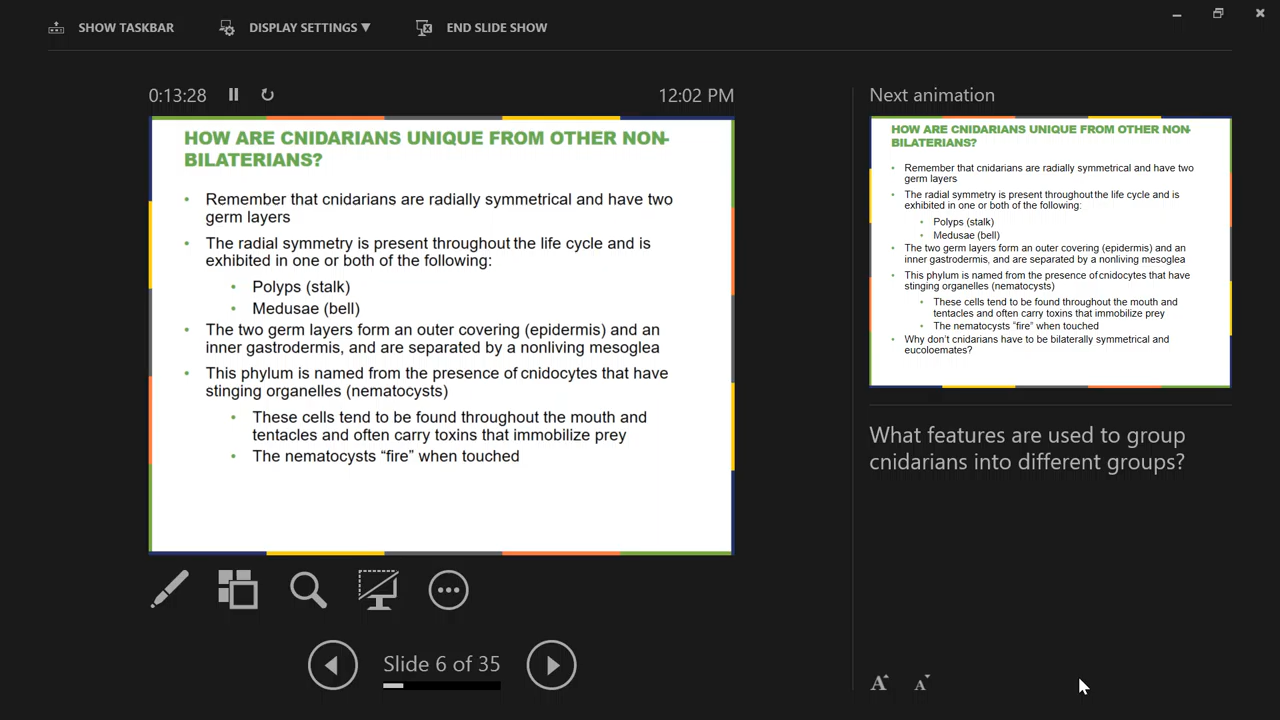 SHOW TASKBAR
DISPLAY SETTINGS ▼
END SLIDE SHOW
0:13:28
12:02 PM
HOW ARE CNIDARIANS UNIQUE FROM OTHER NON-
BILATERIANS?
• Remember that cnidarians are radially symmetrical and have two
germ layers
• The radial symmetry is present throughout the life cycle and is
exhibited in one or both of the following:
• Polyps (stalk)
• Medusae (bell)
• The two germ layers form an outer covering (epidermis) and an
inner gastrodermis, and are separated by a nonliving mesoglea
• This phylum is named from the presence of cnidocytes that have
stinging organelles (nematocysts)
• These cells tend to be found throughout the mouth and
tentacles and often carry toxins that immobilize prey
• The nematocysts “fire” when touched
Slide 6 of 35
Next animation
HOW ARE CNIDARIANS UNIQUE FROM OTHER NON-
BILATERIANS?
• Remember that cnidarians are radially symmetrical and have two
germ layers
• The radial symmetry is present throughout the life cycle and is
exhibited in one or both of the following:
• Polyps (stalk)
• Medusae (bell)
• The two germ layers form an outer covering (epidermis) and an
inner gastrodermis, and are separated by a nonliving mesoglea
• This phylum is named from the presence of cnidocytes that have
stinging organelles (nematocysts)
• These cells tend to be found throughout the mouth and
tentacles and often carry toxins that immobilize prey
• The nematocysts “fire” when touched
• Why don’t cnidarians have to be bilaterally symmetrical and
eucoloemates?
What features are used to group
cnidarians into different groups?
A A